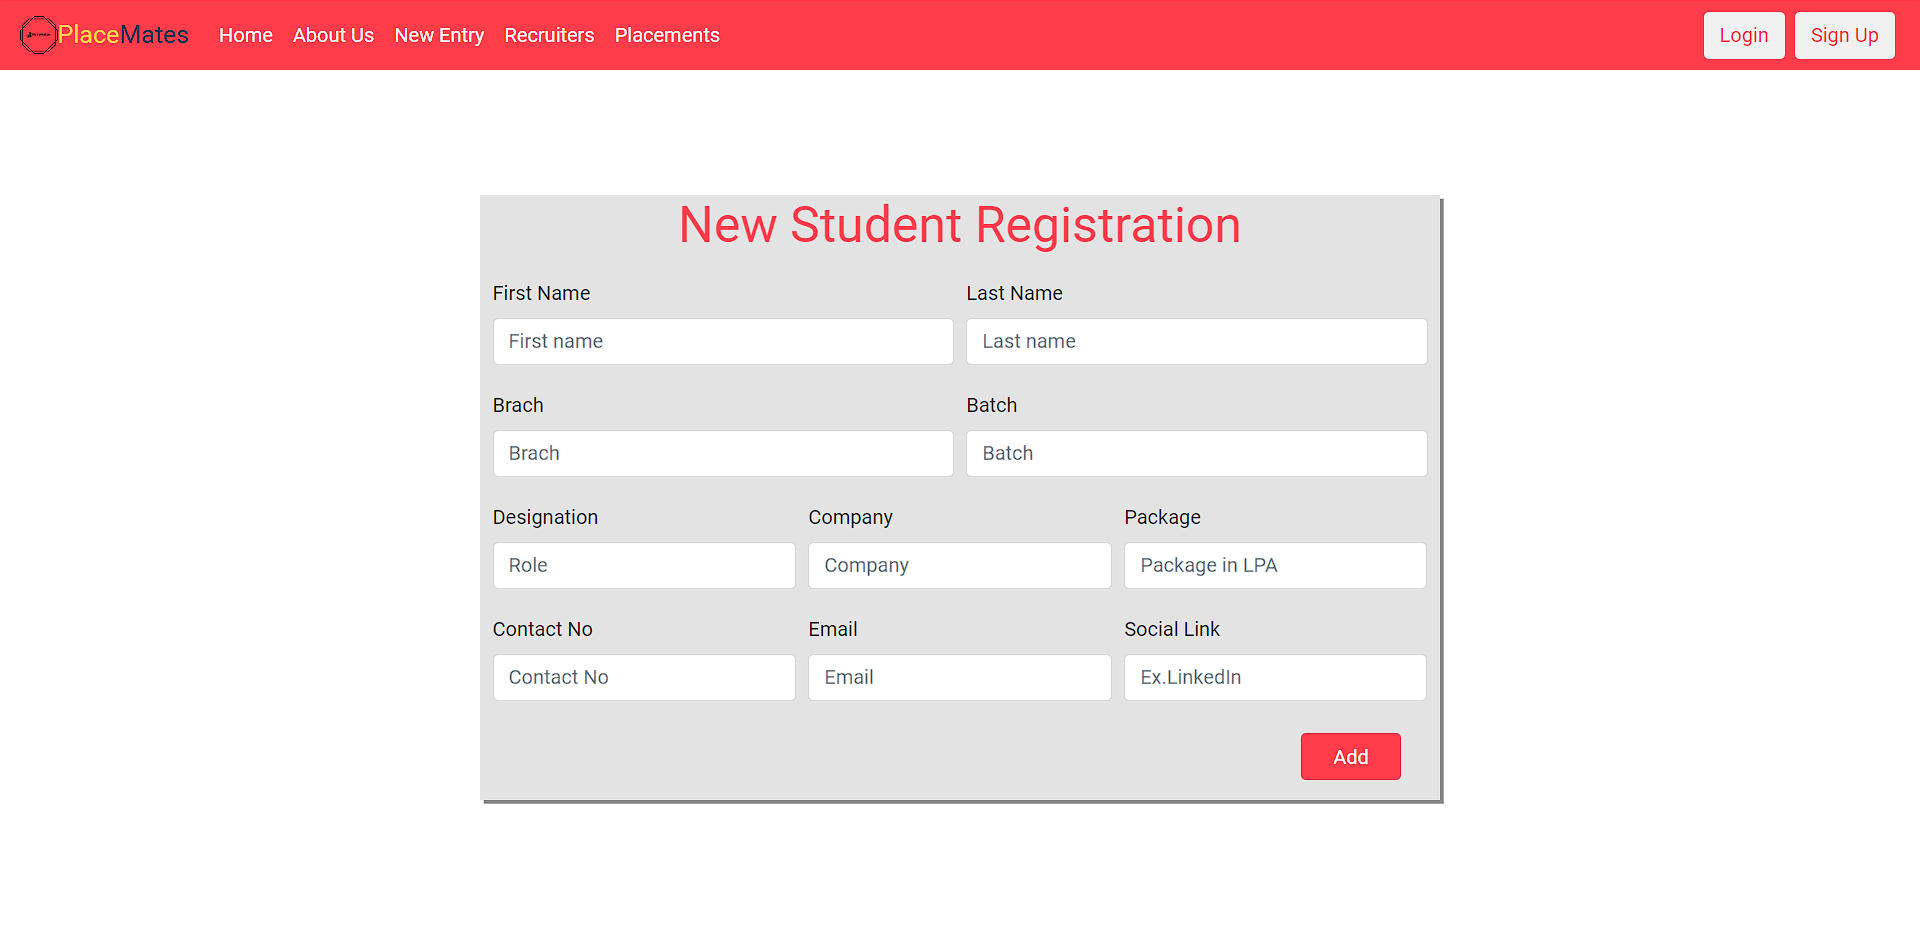 PlaceMates Home About Us New Entry Recruiters Placements Login Sign Up
New Student Registration
First Name Last Name
First name Last name
Brach Batch
Brach Batch
Designation Company Package
Role Company Package in LPA
Contact No Email Social Link
Contact No Email Ex.LinkedIn
Add